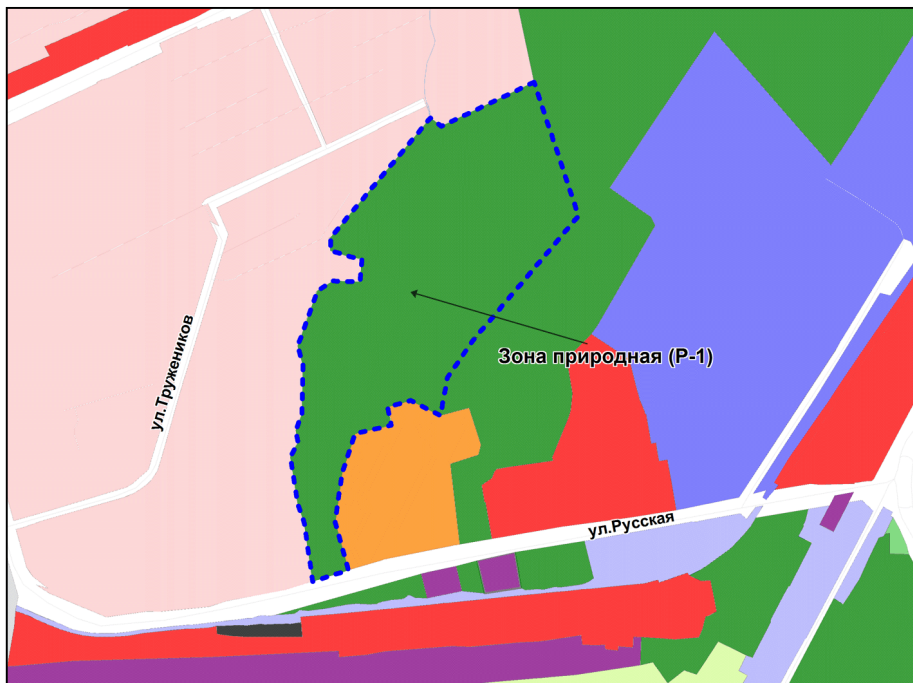 ул.Тружеников
Зона природная (Р-1)
ул.Русская